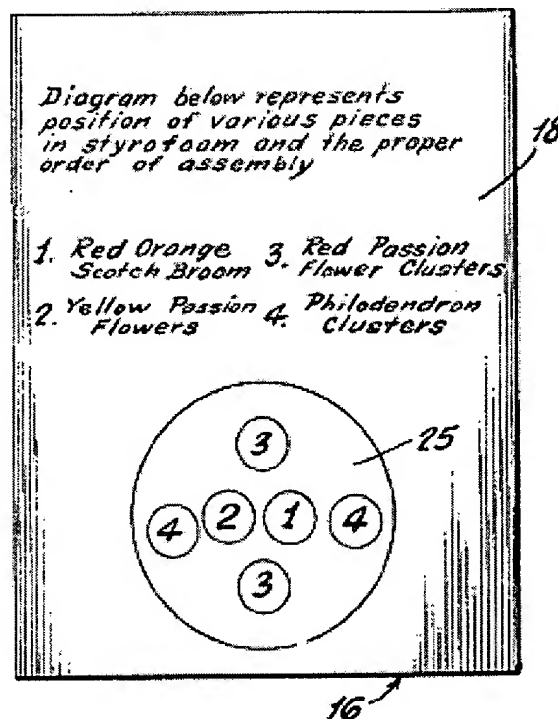 Diagram below represents
position of various pieces
in styrofoam and the proper
order of assembly
18
1. Red Orange
Scotch Broom
3. Red Passion
Flower Clusters
2. Yellow Passion
Flowers
4. Philodendron
Clusters
3
25
4 2 1 4
3
16